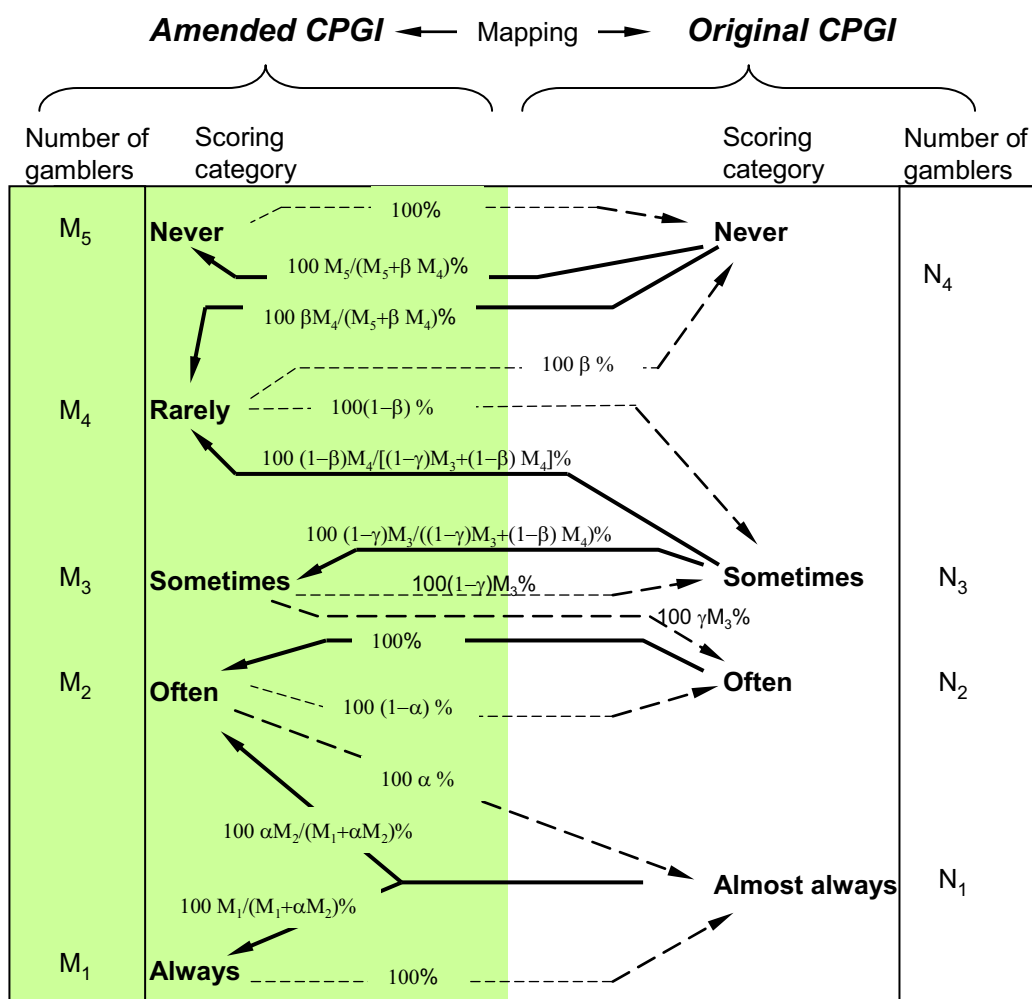 Amended CPGI Mapping Original CPGI
Number of gamblers Scoring category Scoring category Number of gamblers
M₅ Never 100% Never
100 M₅/(M₅+β M₄)% N₄
100 βM₄/(M₅+β M₄)%
100 β %
M₄ Rarely 100(1−β) %
100 (1−β)M₄/[(1−γ)M₃+(1−β) M₄]%
100 (1−γ)M₃/((1−γ)M₃+(1−β) M₄)%
M₃ Sometimes 100(1−γ)M₃% Sometimes N₃
100 γM₃%
100%
M₂ Often Often N₂
100 (1−α) %
100 α %
100 αM₂/(M₁+αM₂)%
Almost always N₁
100 M₁/(M₁+αM₂)%
M₁ Always 100%